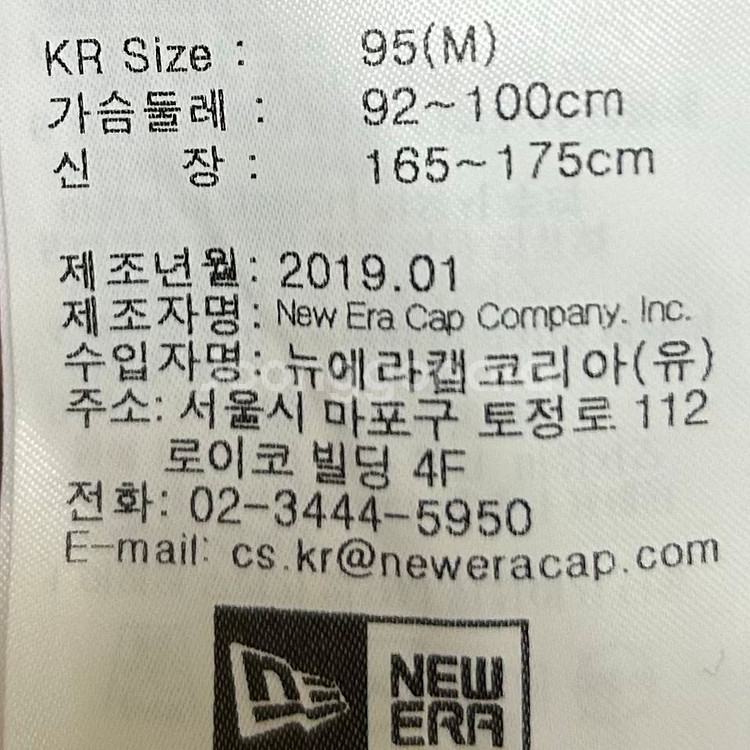 KR Size : 95(M)
가슴둘레 : 92~100cm
신 장 : 165~175cm
제조년월: 2019.01
제조자명: New Era Cap Company. Inc.
수입자명: 뉴에라캡코리아(유)
주소: 서울시 마포구 토정로 112
로이코 빌딩 4F
전화: 02-3444-5950
E-mail: cs.kr@neweracap.com
NEW
ERA